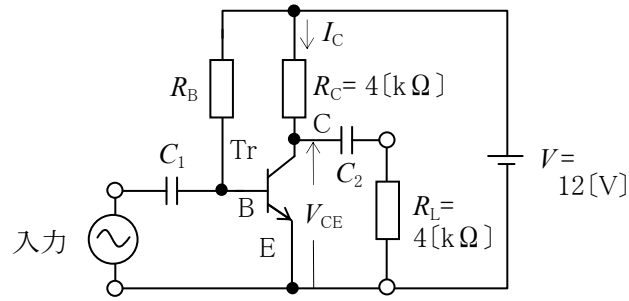 I_C
R_B
R_C= 4〔kΩ〕
C
Tr
C_1
C_2
V=
12〔V〕
B
V_CE
R_L=
4〔kΩ〕
入力
E